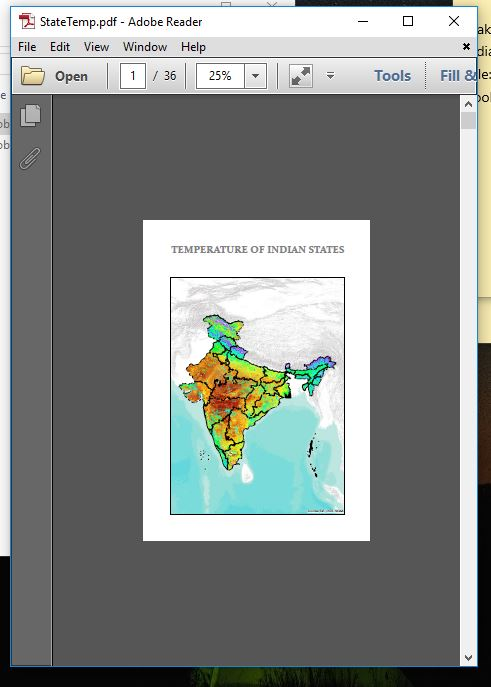 StateTemp.pdf - Adobe Reader
File Edit View Window Help
Open 1 / 36 25% Tools Fill &
TEMPERATURE OF INDIAN STATES